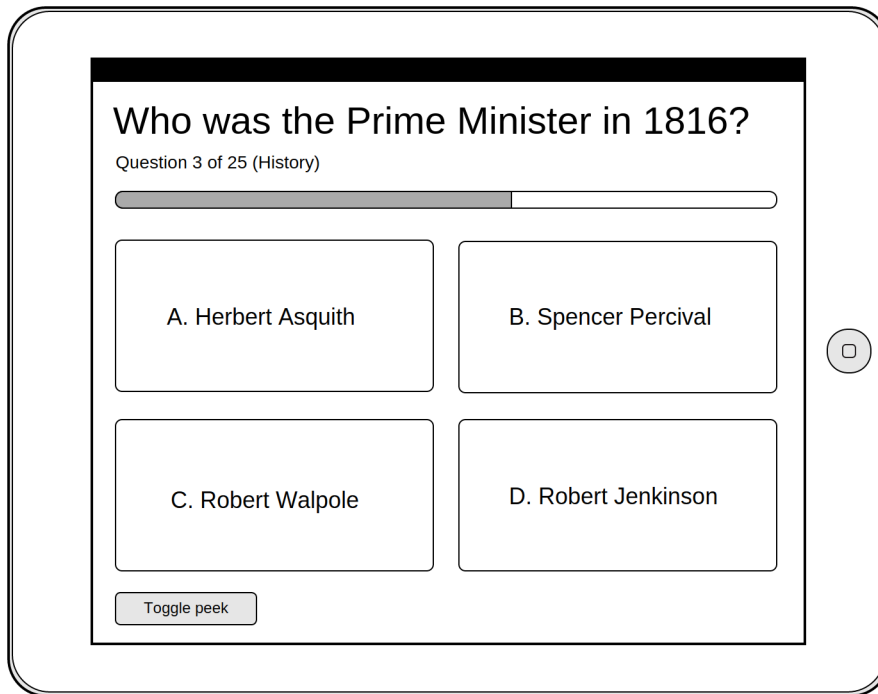 Who was the Prime Minister in 1816?
Question 3 of 25 (History)
A. Herbert Asquith
B. Spencer Percival
C. Robert Walpole
D. Robert Jenkinson
Toggle peek